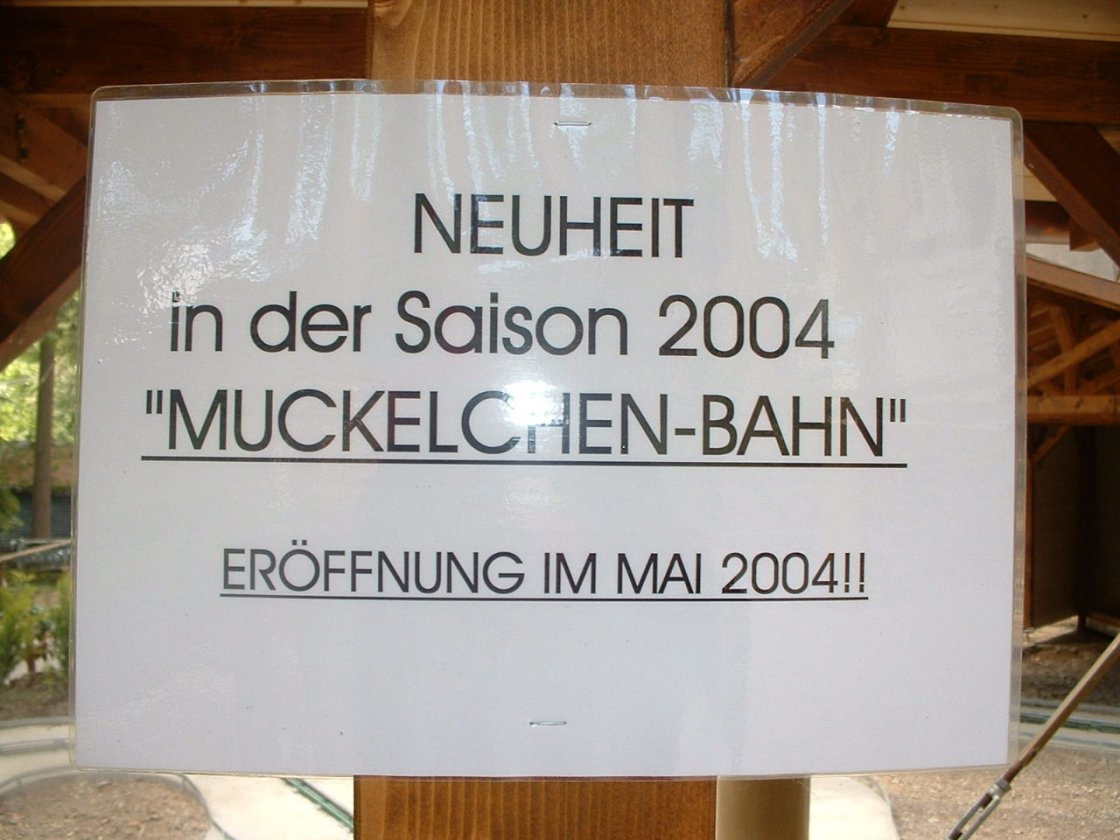 NEUHEIT
in der Saison 2004
"MUCKELCHEN-BAHN"
ERÖFFNUNG IM MAI 2004!!